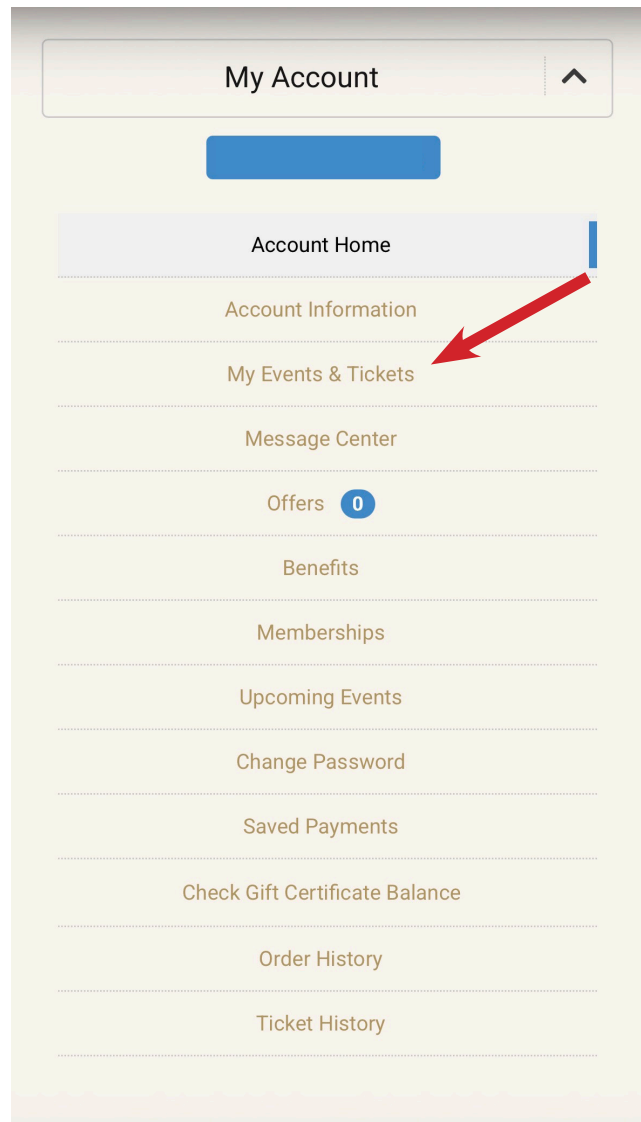 My Account
Account Home
Account Information
My Events & Tickets
Message Center
Offers 0
Benefits
Memberships
Upcoming Events
Change Password
Saved Payments
Check Gift Certificate Balance
Order History
Ticket History